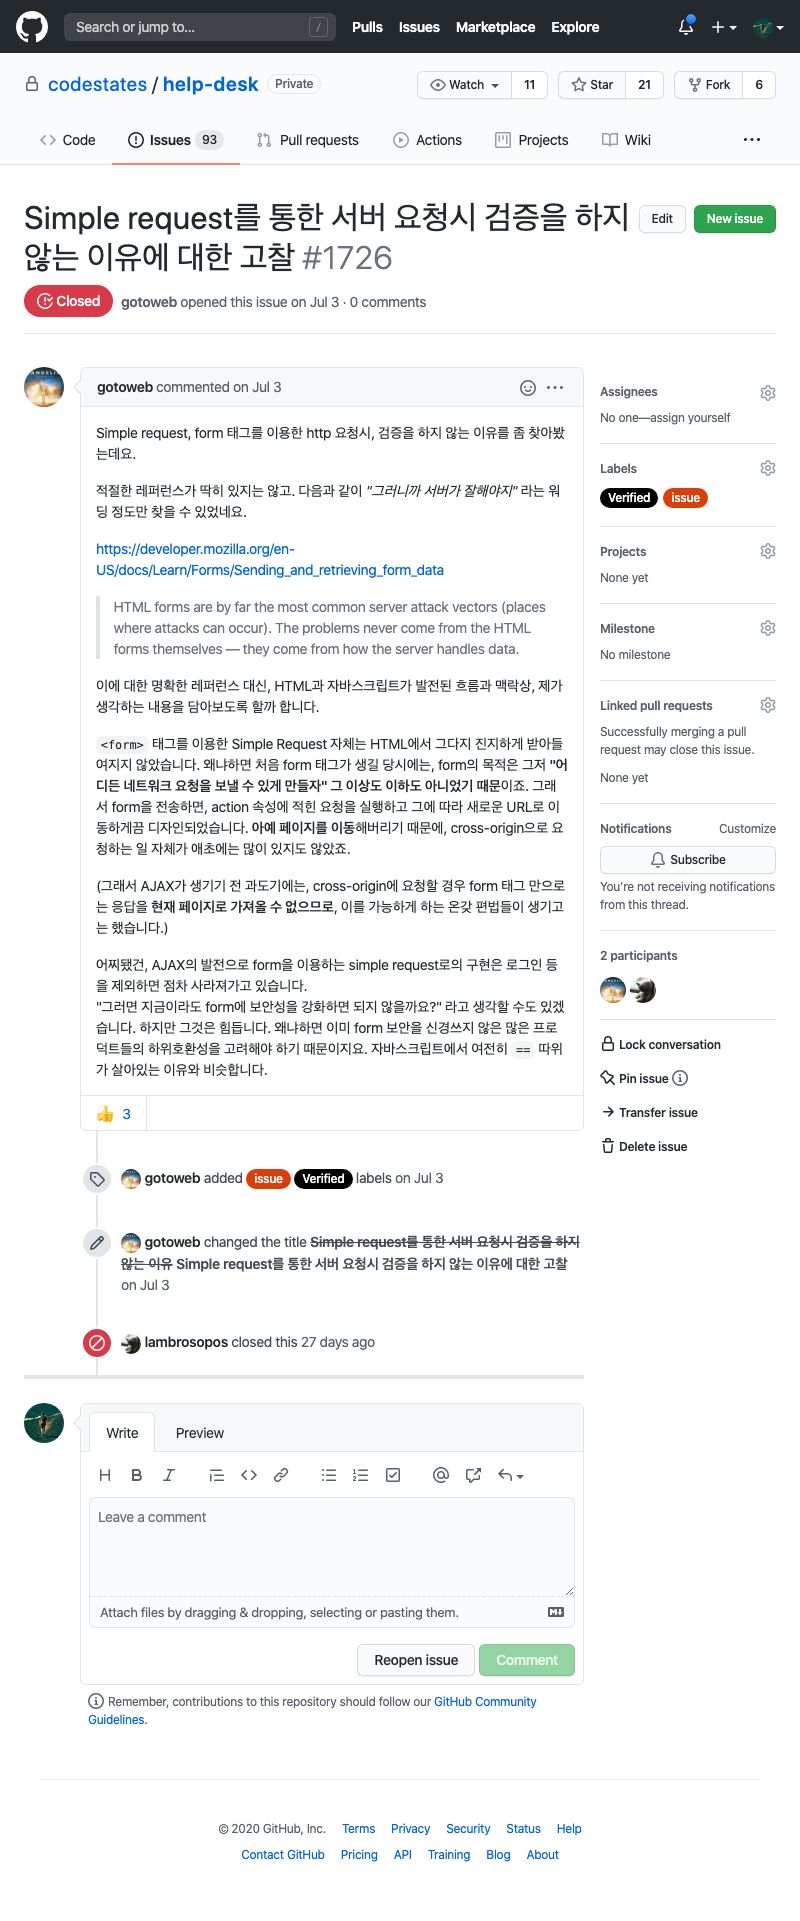 Search or jump to... /
Pulls Issues Marketplace Explore
codestates / help-desk Private
Watch 11 Star 21 Fork 6
Code Issues 93 Pull requests Actions Projects Wiki ...
Simple request를 통한 서버 요청시 검증을 하지
않는 이유에 대한 고찰 #1726
Edit New issue
Closed gotoweb opened this issue on Jul 3 · 0 comments
gotoweb commented on Jul 3
Simple request, form 태그를 이용한 http 요청시, 검증을 하지 않는 이유를 좀 찾아봤
는데요.
적절한 레퍼런스가 딱히 있지는 않고. 다음과 같이 "그러니까 서버가 잘해야지" 라는 워
딩 정도만 찾을 수 있었네요.
https://developer.mozilla.org/en-
US/docs/Learn/Forms/Sending_and_retrieving_form_data
HTML forms are by far the most common server attack vectors (places
where attacks can occur). The problems never come from the HTML
forms themselves — they come from how the server handles data.
이에 대한 명확한 레퍼런스 대신, HTML과 자바스크립트가 발전된 흐름과 맥락상, 제가
생각하는 내용을 담아보도록 할까 합니다.
<form> 태그를 이용한 Simple Request 자체는 HTML에서 그다지 진지하게 받아들
여지지 않았습니다. 왜냐하면 처음 form 태그가 생길 당시에는, form의 목적은 그저 "어
디든 네트워크 요청을 보낼 수 있게 만들자" 그 이상도 이하도 아니었기 때문이죠. 그래
서 form을 전송하면, action 속성에 적힌 요청을 실행하고 그에 따라 새로운 URL로 이
동하게끔 디자인되었습니다. 아예 페이지를 이동해버리기 때문에, cross-origin으로 요
청하는 일 자체가 애초에는 많이 있지도 않았죠.
(그래서 AJAX가 생기기 전 과도기에는, cross-origin에 요청할 경우 form 태그 만으로
는 응답을 현재 페이지로 가져올 수 없으므로, 이를 가능하게 하는 온갖 편법들이 생기고
는 했습니다.)
어찌됐건, AJAX의 발전으로 form을 이용하는 simple request로의 구현은 로그인 등
을 제외하면 점차 사라져가고 있습니다.
"그러면 지금이라도 form에 보안성을 강화하면 되지 않을까요?" 라고 생각할 수도 있겠
습니다. 하지만 그것은 힘듭니다. 왜냐하면 이미 form 보안을 신경쓰지 않은 많은 프로
덕트들의 하위호환성을 고려해야 하기 때문이지요. 자바스크립트에서 여전히 == 따위
가 살아있는 이유와 비슷합니다.
👍 3
gotoweb added issue Verified labels on Jul 3
gotoweb changed the title Simple request를 통한 서버 요청시 검증을 하지
않는 이유 Simple request를 통한 서버 요청시 검증을 하지 않는 이유에 대한 고찰
on Jul 3
lambrosopos closed this 27 days ago
Assignees
No one—assign yourself
Labels
Verified issue
Projects
None yet
Milestone
No milestone
Linked pull requests
Successfully merging a pull
request may close this issue.
None yet
Notifications Customize
Subscribe
You're not receiving notifications
from this thread.
2 participants
Lock conversation
Pin issue
Transfer issue
Delete issue
Write Preview
H B I @
Leave a comment
Attach files by dragging & dropping, selecting or pasting them.
Reopen issue Comment
Remember, contributions to this repository should follow our GitHub Community
Guidelines.
© 2020 GitHub, Inc. Terms Privacy Security Status Help
Contact GitHub Pricing API Training Blog About